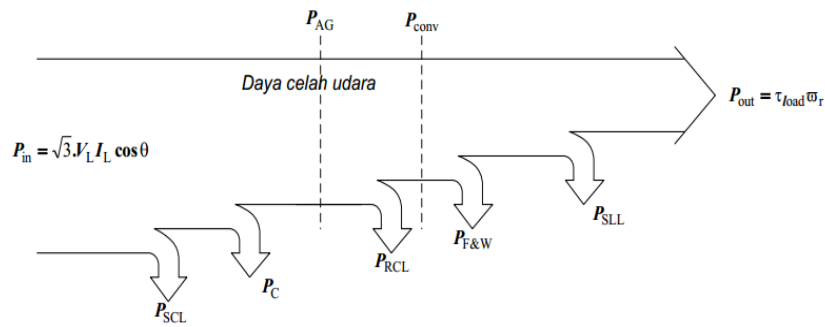 P_AG
P_conv
Daya celah udara
P_out = τ_load ϖ_r
P_in = √3.V_L I_L cos θ
P_SLL
P_F&W
P_RCL
P_C
P_SCL